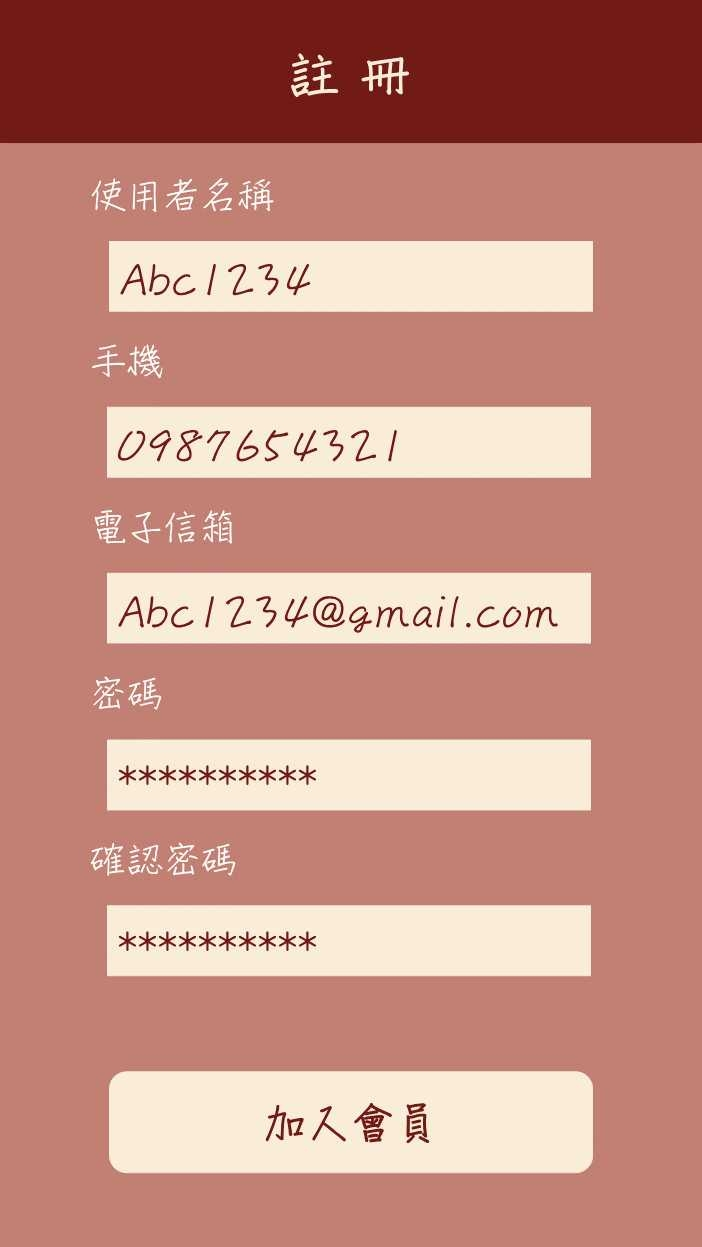 註 冊
使用者名稱
Abc1234
手機
0987654321
電子信箱
Abc1234@gmail.com
密碼
**********
確認密碼
**********
加入會員